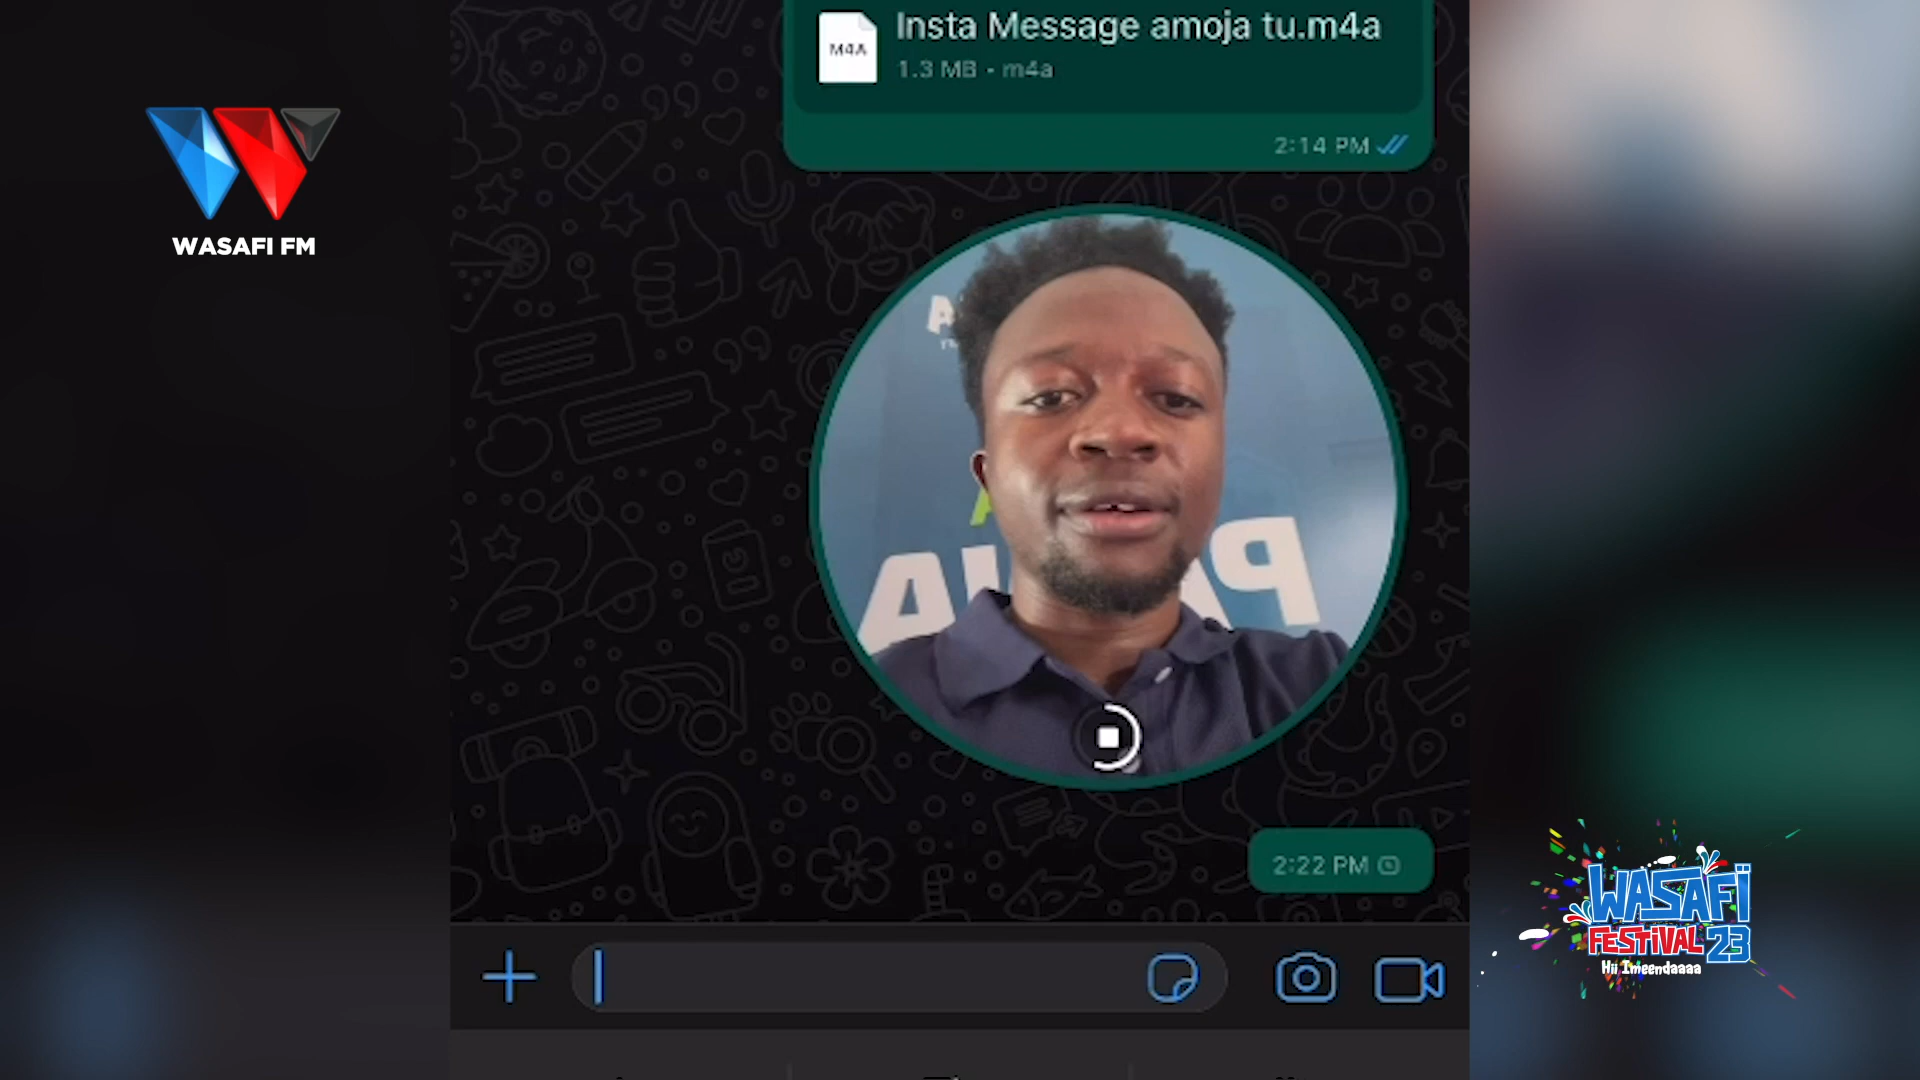 Insta Message amoja tu.m4a
M4A
1.3 MB - m4a
2:14 PM
WASAFI FM
2:22 PM
WASAFI
FESTIVAL 23
Hii Imeendaaaa